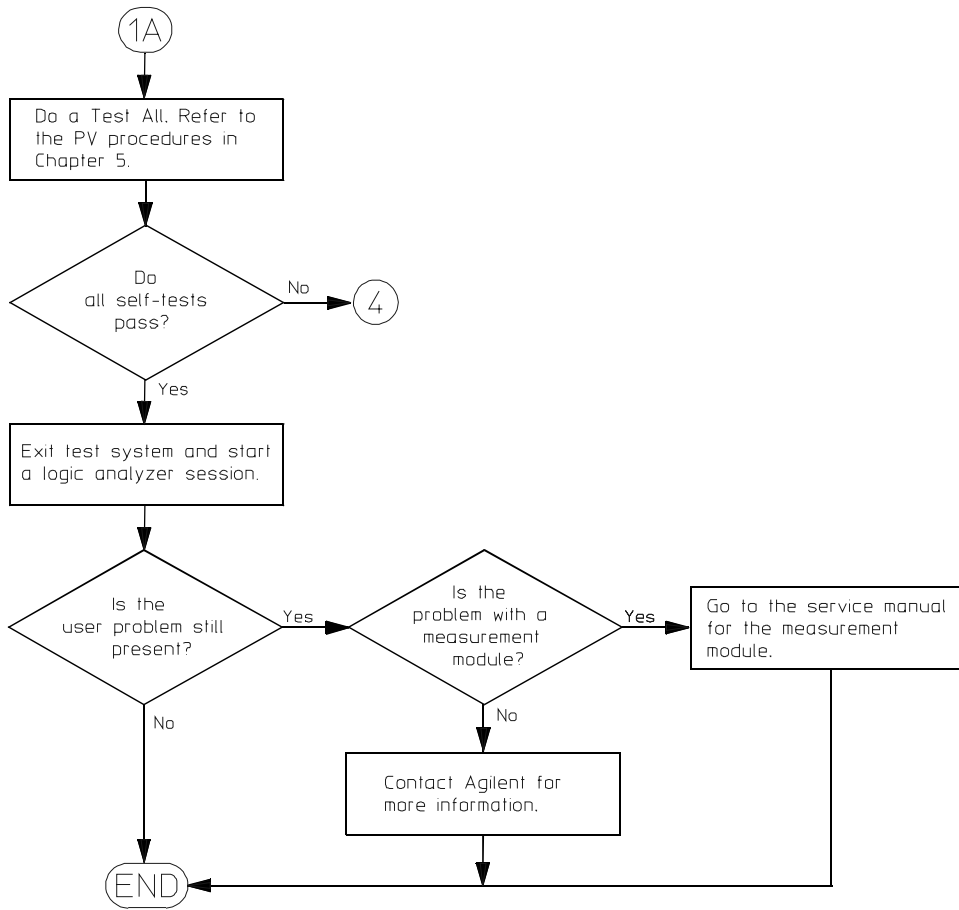 1A
Do a Test All. Refer to
the PV procedures in
Chapter 5.
Do
all self-tests
pass?
No
4
Yes
Exit test system and start
a logic analyzer session.
Is the
user problem still
present?
Yes
No
Is the
problem with a
measurement
module?
Yes
No
Go to the service manual
for the measurement
module.
Contact Agilent for
more information.
END